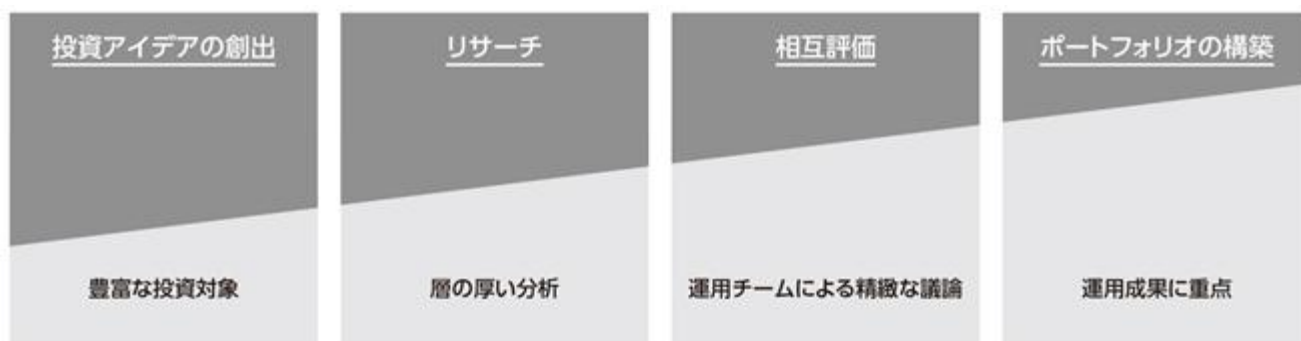 投資アイデアの創出
リサーチ
相互評価
ポートフォリオの構築
豊富な投資対象
層の厚い分析
運用チームによる精緻な議論
運用成果に重点